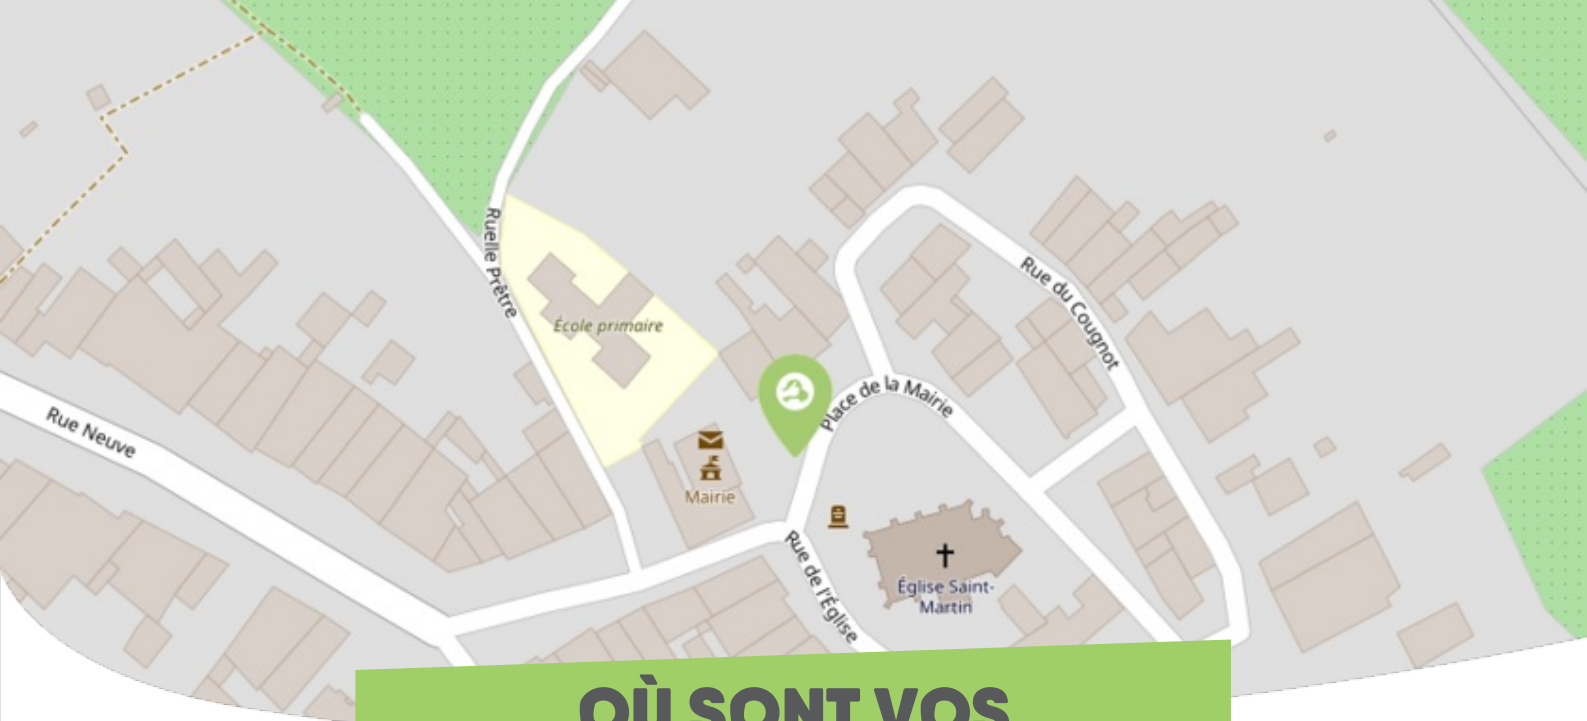 Ruelle Prêtre
École primaire
Rue du Cougnot
Place de la Mairie
Rue Neuve
Mairie
Rue de l'Église
Église Saint-
Martin
OÙ SONT VOS